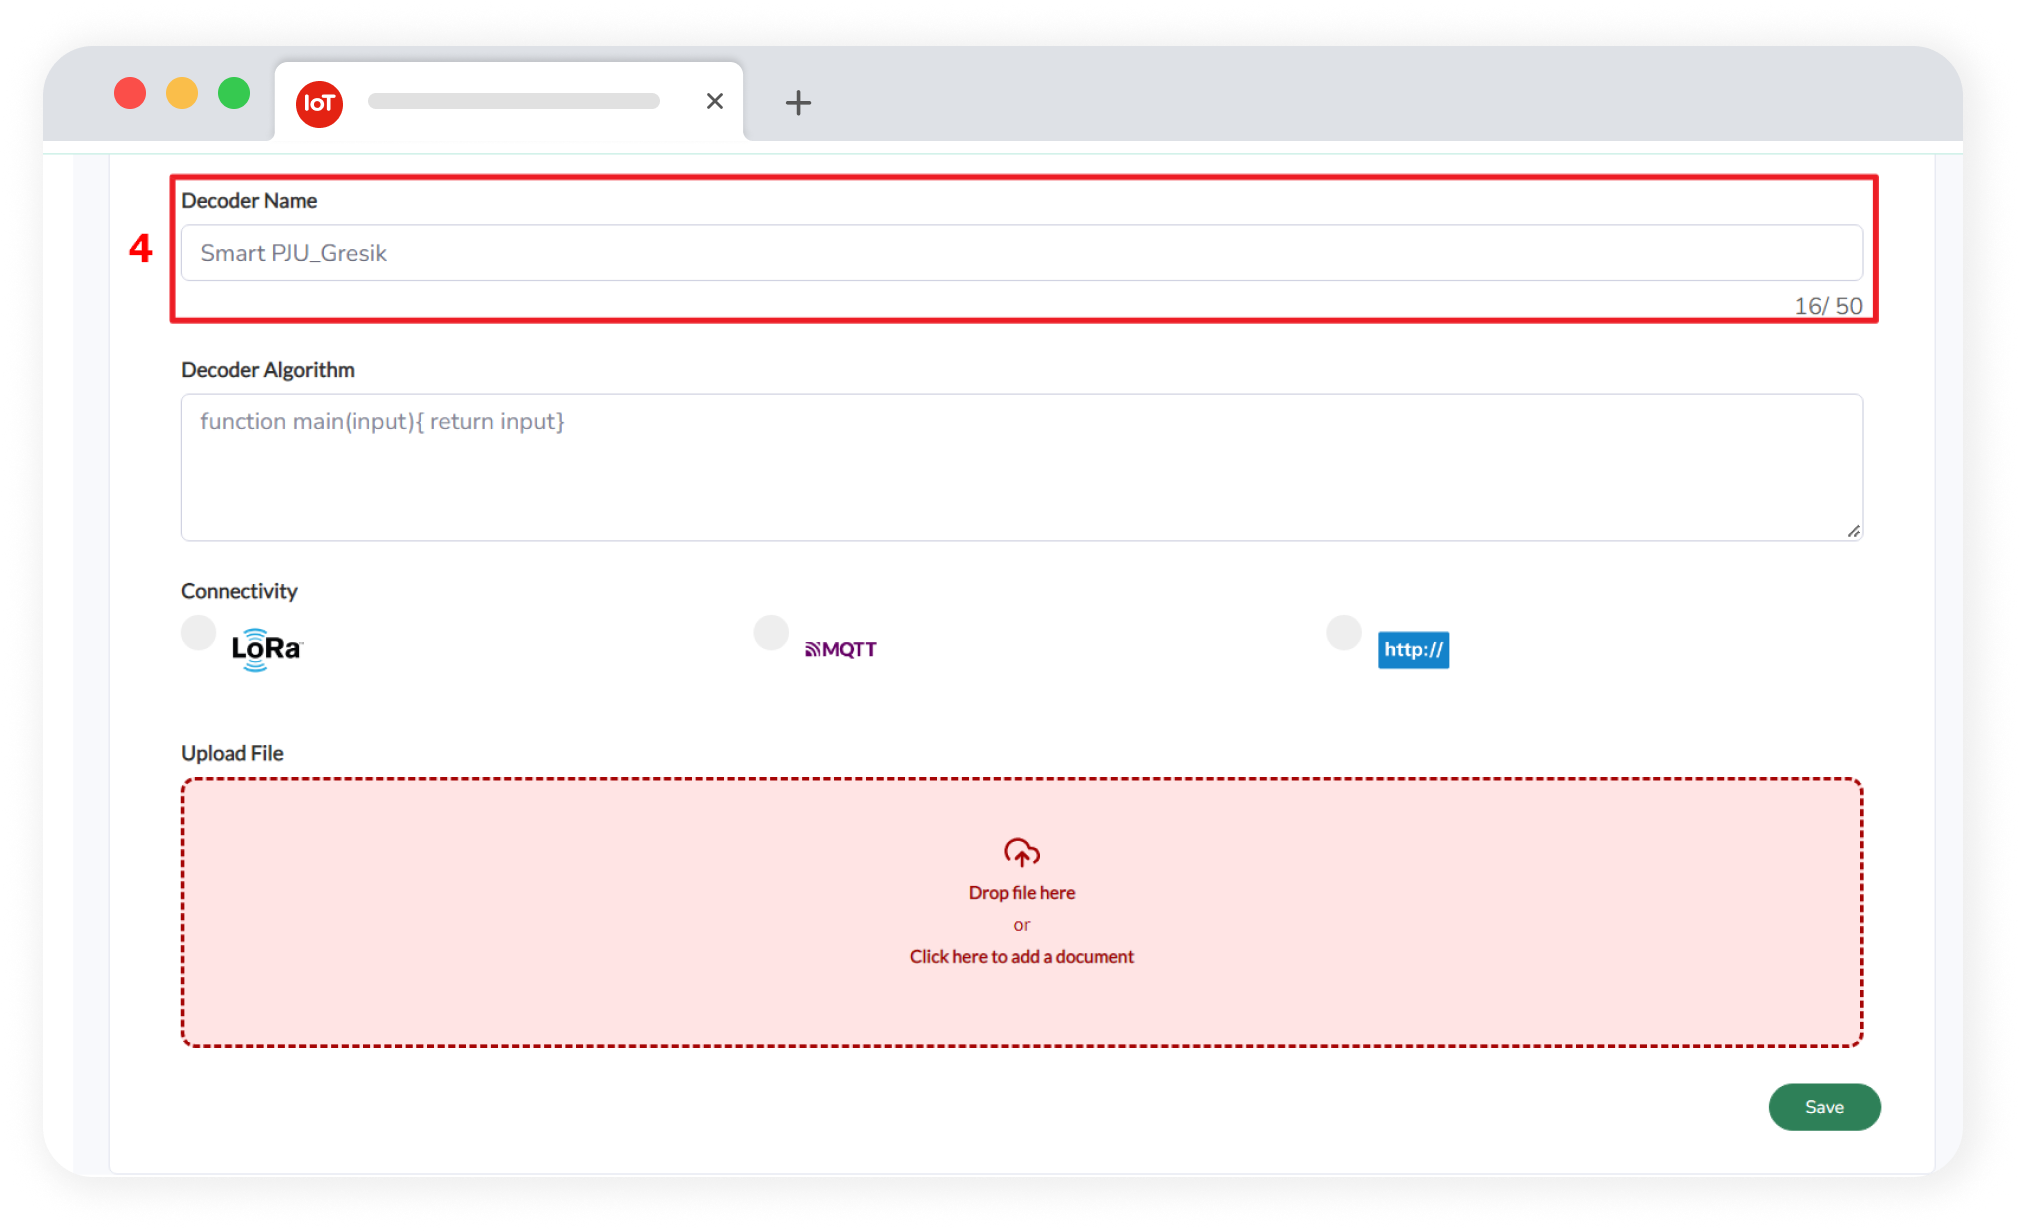 IoT
Decoder Name
4
Smart PJU_Gresik
16/ 50
Decoder Algorithm
function main(input){ return input}
Connectivity
LoRa
MQTT
http://
Upload File
Drop file here
or
Click here to add a document
Save